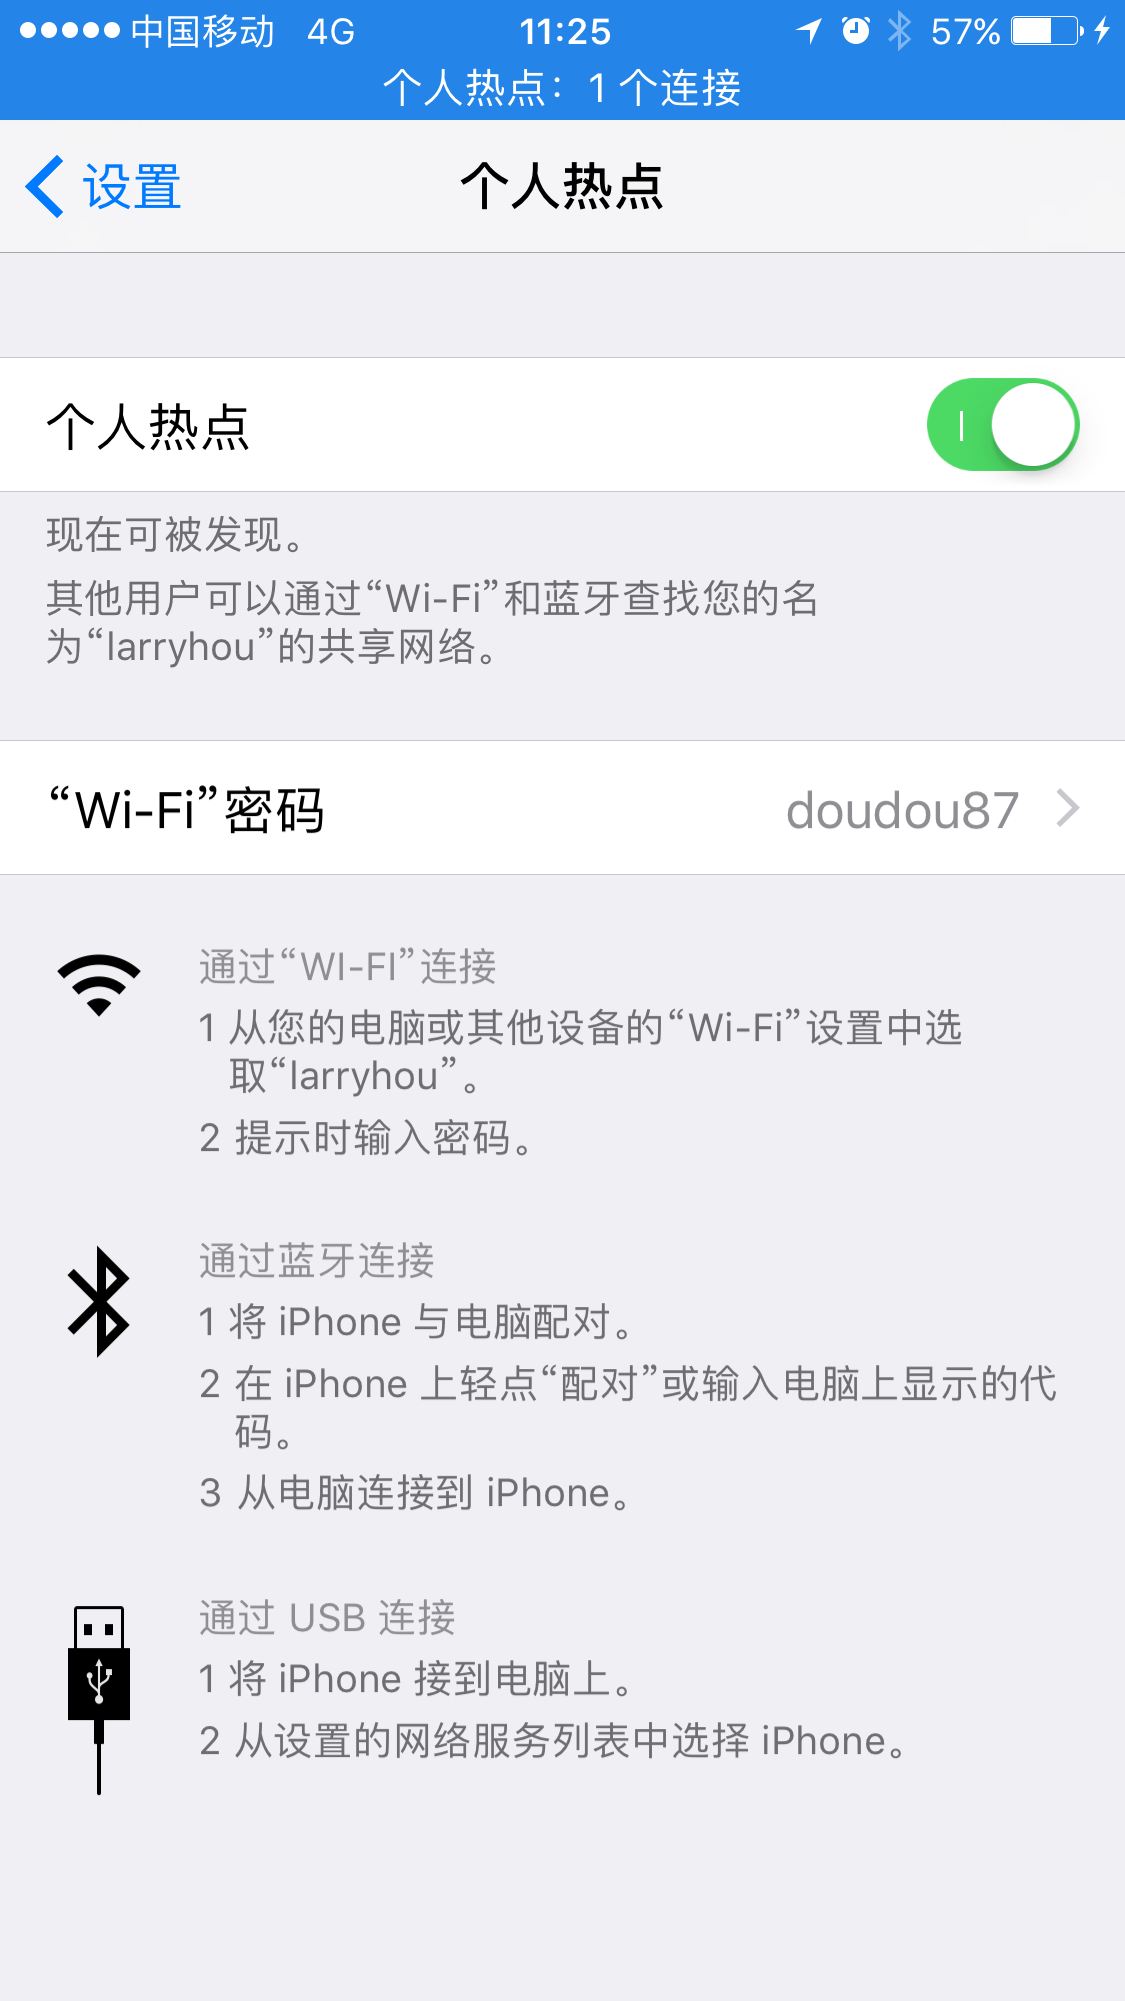 中国移动 4G 11:25 57%
个人热点：1 个连接
设置 个人热点
个人热点
现在可被发现。
其他用户可以通过“Wi-Fi”和蓝牙查找您的名
为“larryhou”的共享网络。
“Wi-Fi”密码 doudou87
通过“WI-FI”连接
1 从您的电脑或其他设备的“Wi-Fi”设置中选
取“larryhou”。
2 提示时输入密码。
通过蓝牙连接
1 将 iPhone 与电脑配对。
2 在 iPhone 上轻点“配对”或输入电脑上显示的代
码。
3 从电脑连接到 iPhone。
通过 USB 连接
1 将 iPhone 接到电脑上。
2 从设置的网络服务列表中选择 iPhone。